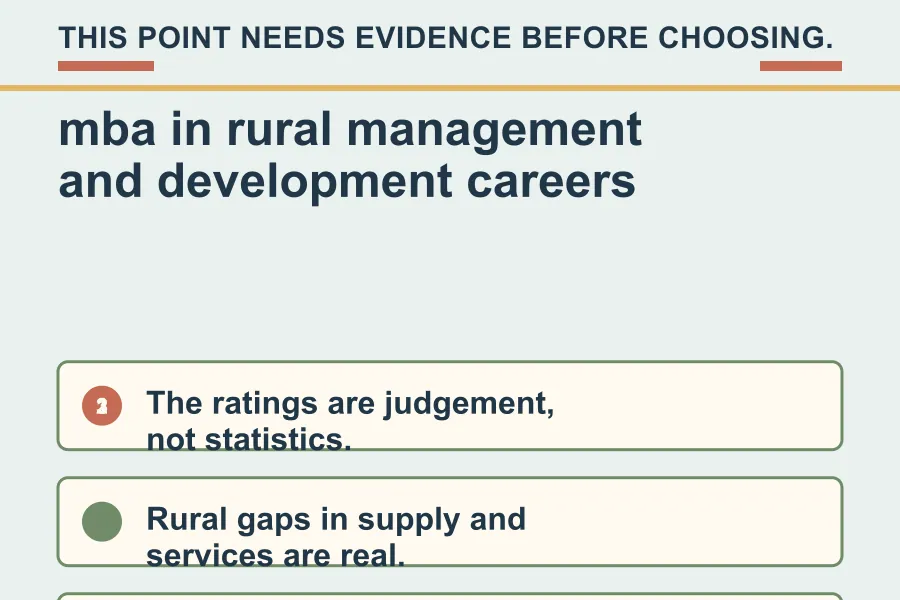 THIS POINT NEEDS EVIDENCE BEFORE CHOOSING.
mba in rural management
and development careers
The ratings are judgement,
not statistics.
Rural gaps in supply and
services are real.